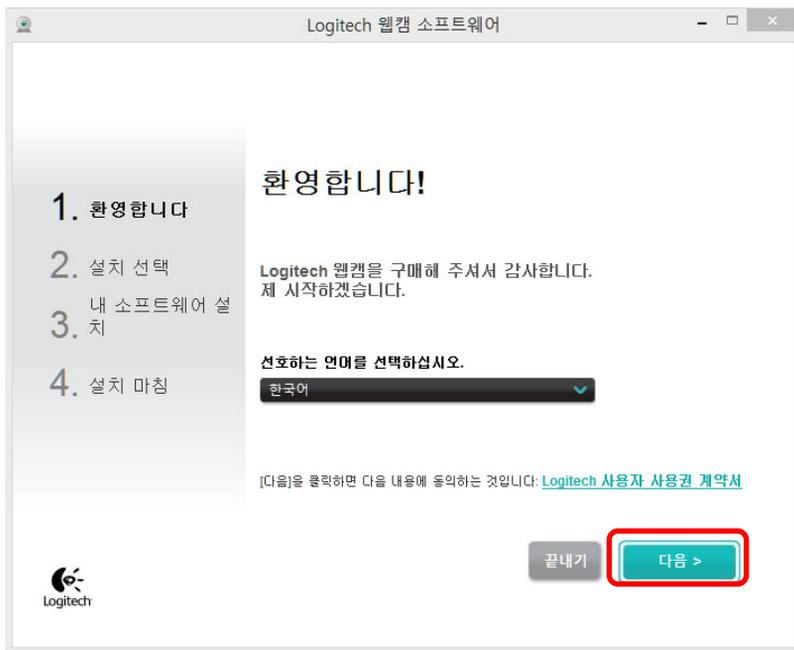 Logitech 웹캠 소프트웨어
환영합니다!
1. 환영합니다
2. 설치 선택
3. 내 소프트웨어 설
치
4. 설치 마침
Logitech 웹캠을 구매해 주셔서 감사합니다.
제 시작하겠습니다.
선호하는 언어를 선택하십시오.
한국어
[다음]을 클릭하면 다음 내용에 동의하는 것입니다: Logitech 사용자 사용권 계약서
끝내기
다음 >
Logitech